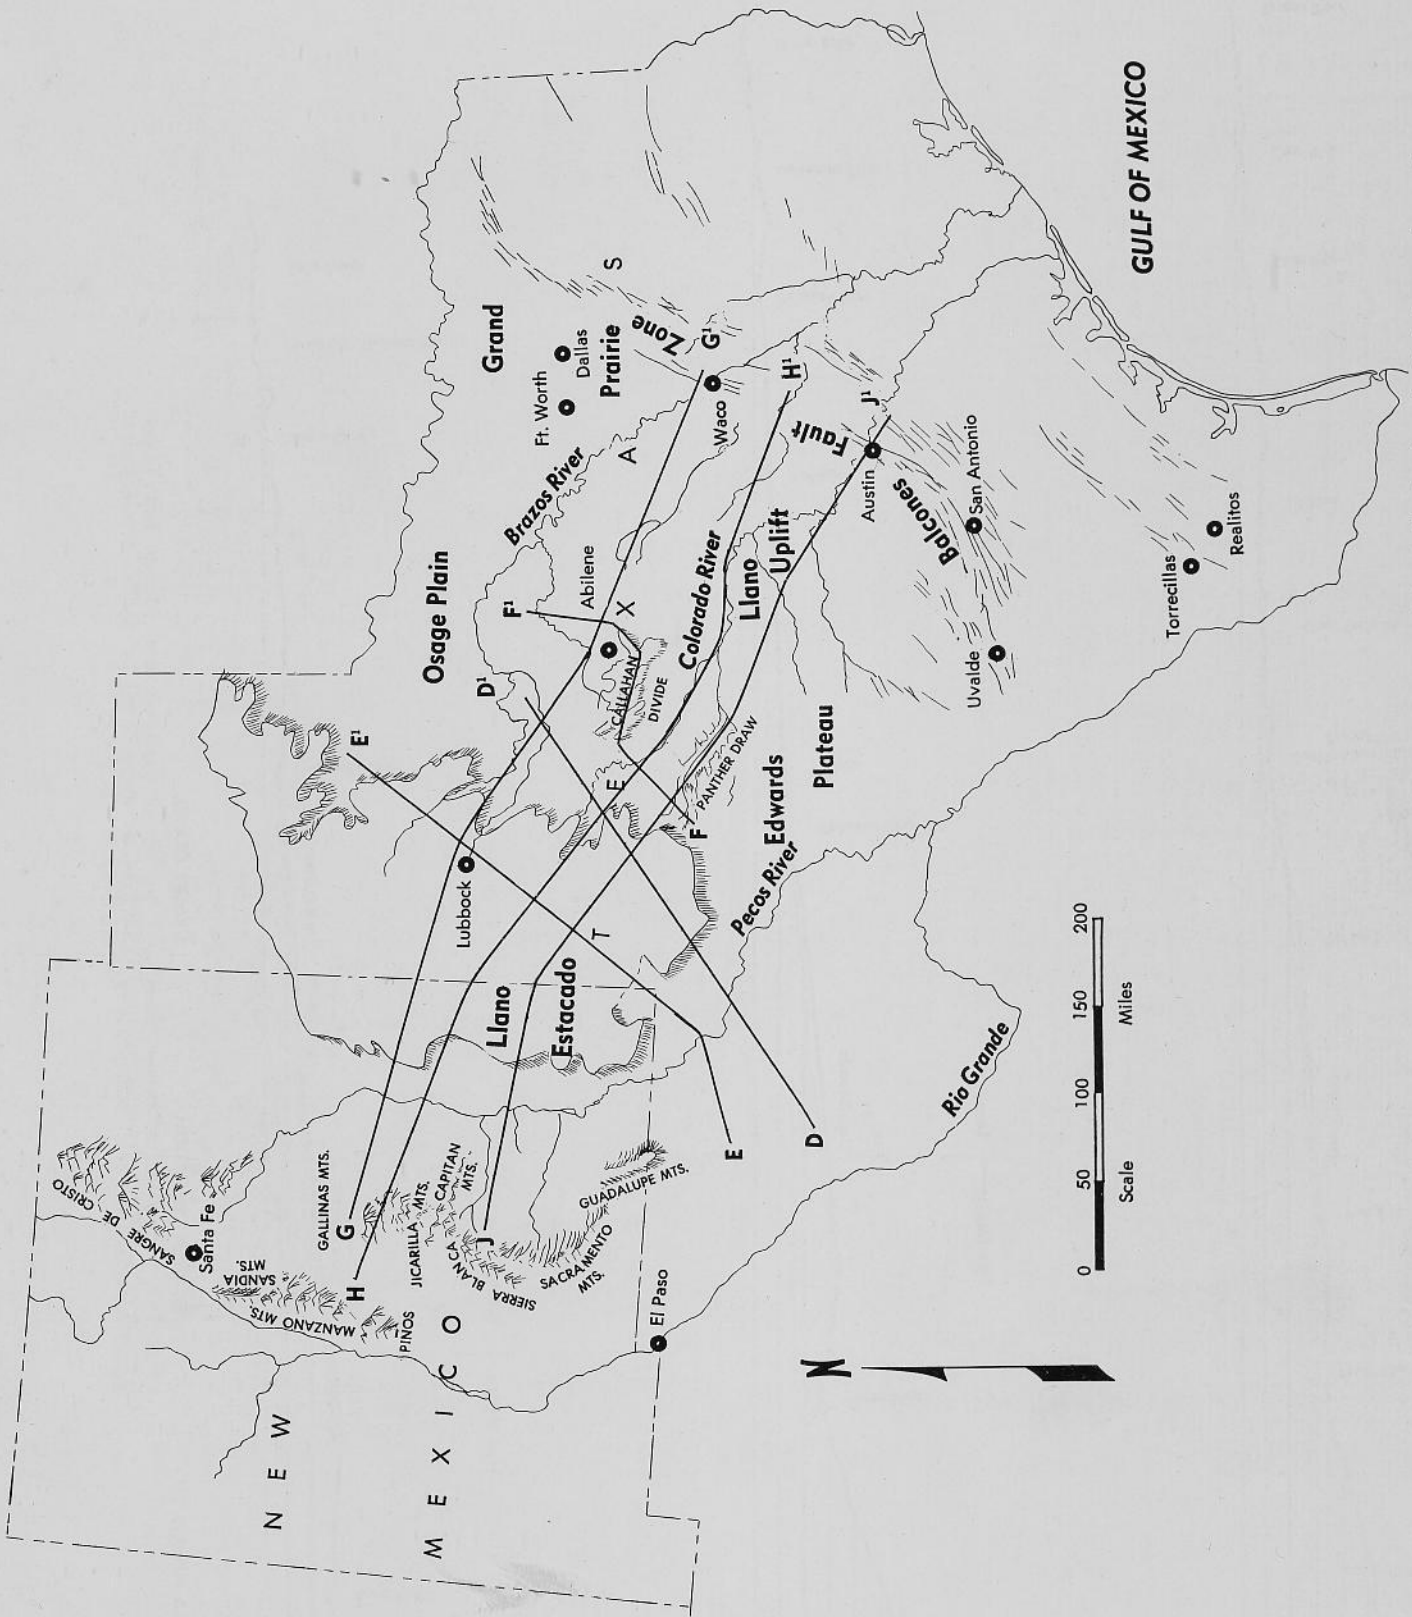 SANGRE DE CRISTO
Santa Fe
SANDIA
MTS.
MANZANO MTS.
GALLINAS MTS.
PINOS
JICARILLA MTS.
CAPITAN
MTS.
SIERRA BLANCA
SACRAMENTO
MTS.
GUADALUPE MTS.
NEW
MEXICO
El Paso
G
H
J
E
D
Llano
Estacado
Lubbock
E¹
D¹
F¹
F
Osage Plain
Brazos River
Abilene
CALLAHAN
DIVIDE
PANTHER DRAW
Colorado River
Edwards
Plateau
Pecos River
Rio Grande
Llano
Uplift
Grand
Prairie
Ft. Worth
Dallas
Waco
G¹
H¹
J¹
Balcones
Fault
Zone
Austin
San Antonio
Uvalde
Torrecillas
Realitos
TEXAS
GULF OF MEXICO
N
0 50 100 150 200
Scale Miles